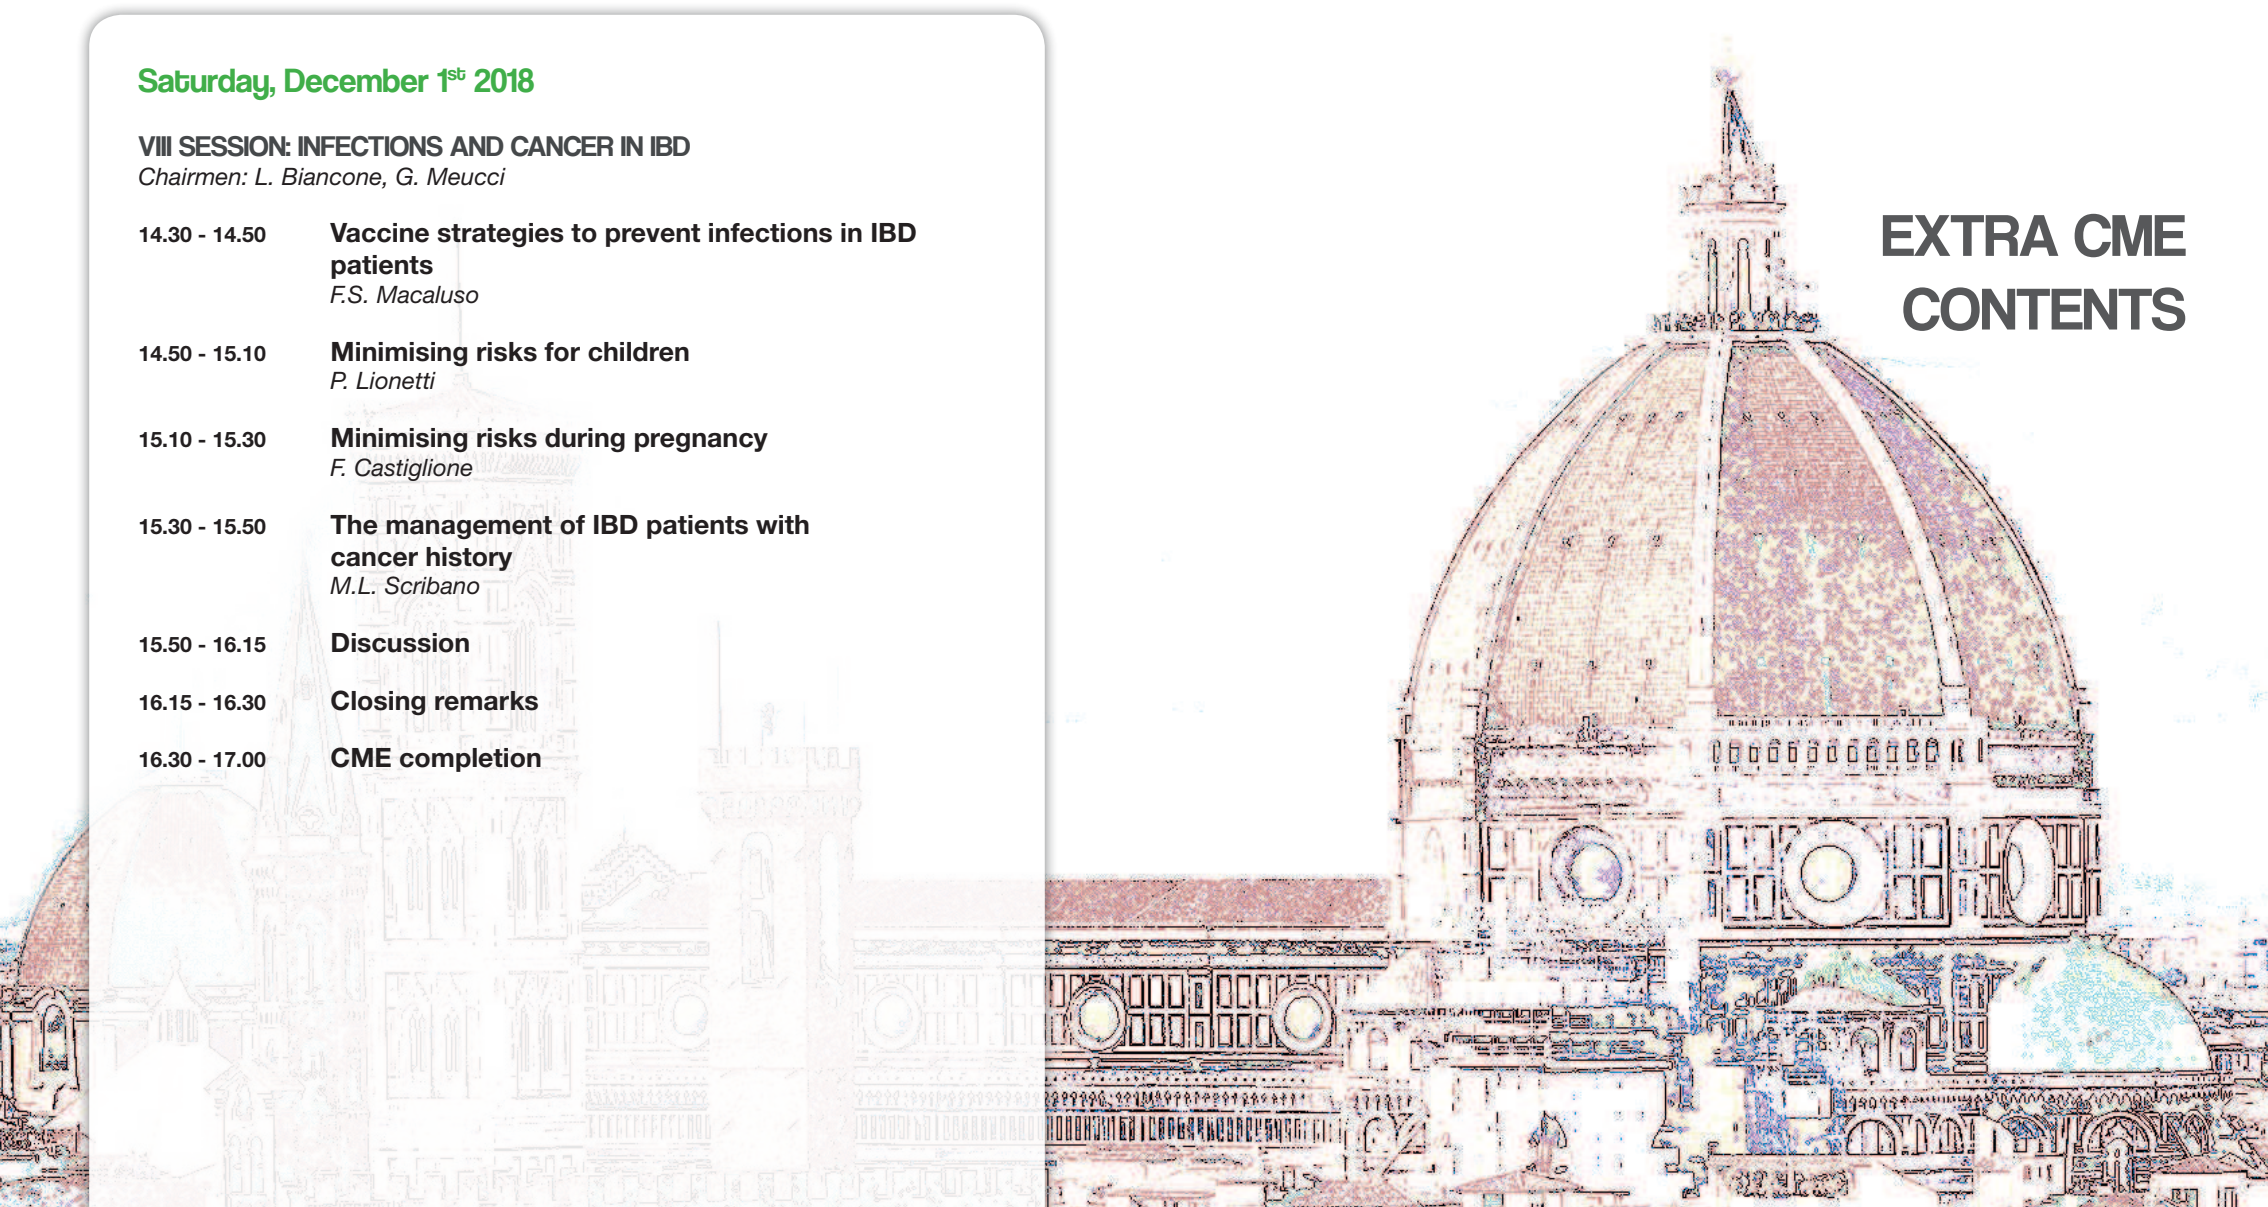 Saturday, December 1st 2018
VIII SESSION: INFECTIONS AND CANCER IN IBD
Chairmen: L. Biancone, G. Meucci
14.30 - 14.50 Vaccine strategies to prevent infections in IBD
patients
F.S. Macaluso
14.50 - 15.10 Minimising risks for children
P. Lionetti
15.10 - 15.30 Minimising risks during pregnancy
F. Castiglione
15.30 - 15.50 The management of IBD patients with
cancer history
M.L. Scribano
15.50 - 16.15 Discussion
16.15 - 16.30 Closing remarks
16.30 - 17.00 CME completion
EXTRA CME
CONTENTS